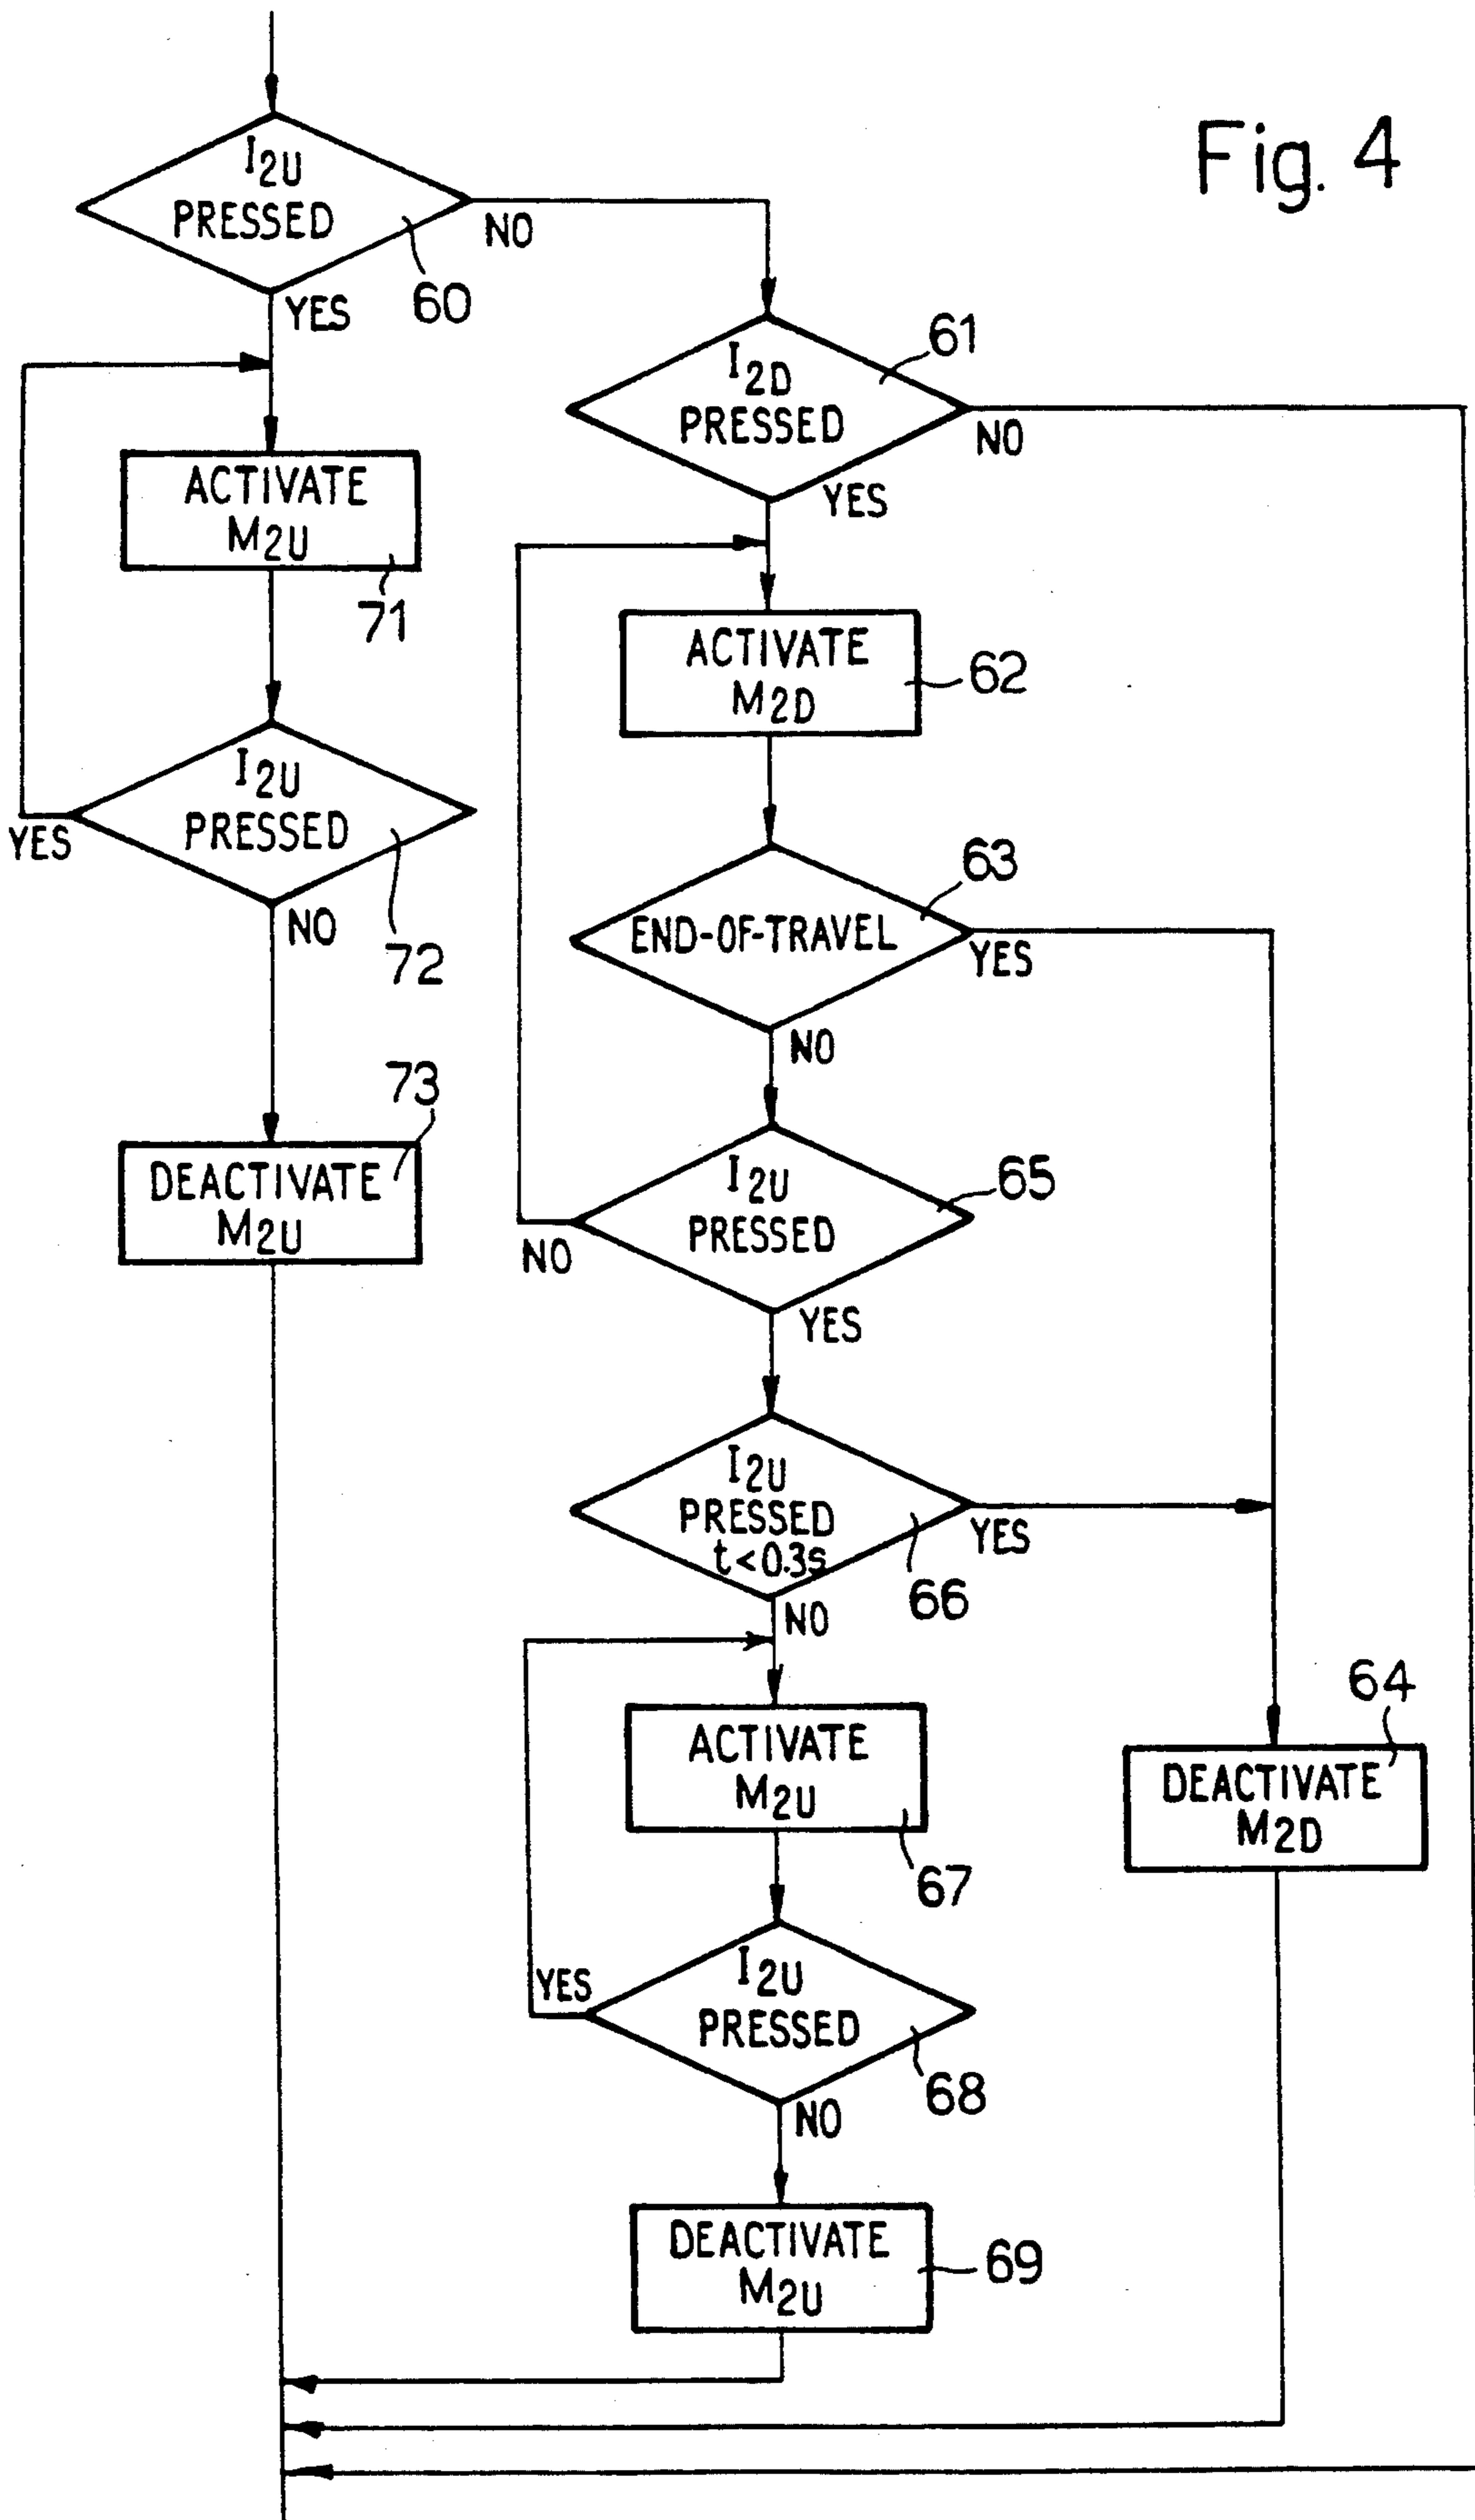 Fig. 4
I2U
PRESSED
NO
60
YES
61
I2D
PRESSED
NO
YES
ACTIVATE
M2U
71
ACTIVATE
M2D
62
I2U
PRESSED
YES
NO
72
63
END-OF-TRAVEL
YES
NO
73
DEACTIVATE
M2U
65
I2U
PRESSED
NO
YES
I2U
PRESSED
t<0.3s
YES
66
NO
64
ACTIVATE
M2U
67
DEACTIVATE
M2D
YES
I2U
PRESSED
68
NO
DEACTIVATE
M2U
69